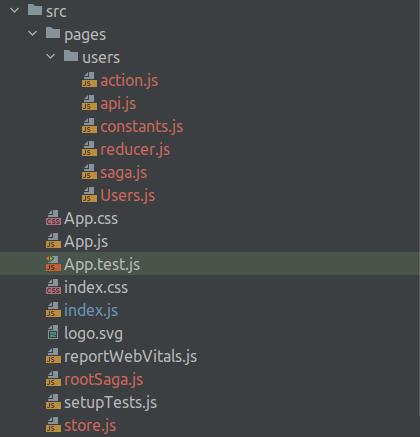 src
pages
users
action.js
api.js
constants.js
reducer.js
saga.js
Users.js
App.css
App.js
App.test.js
index.css
index.js
logo.svg
reportWebVitals.js
rootSaga.js
setupTests.js
store.js